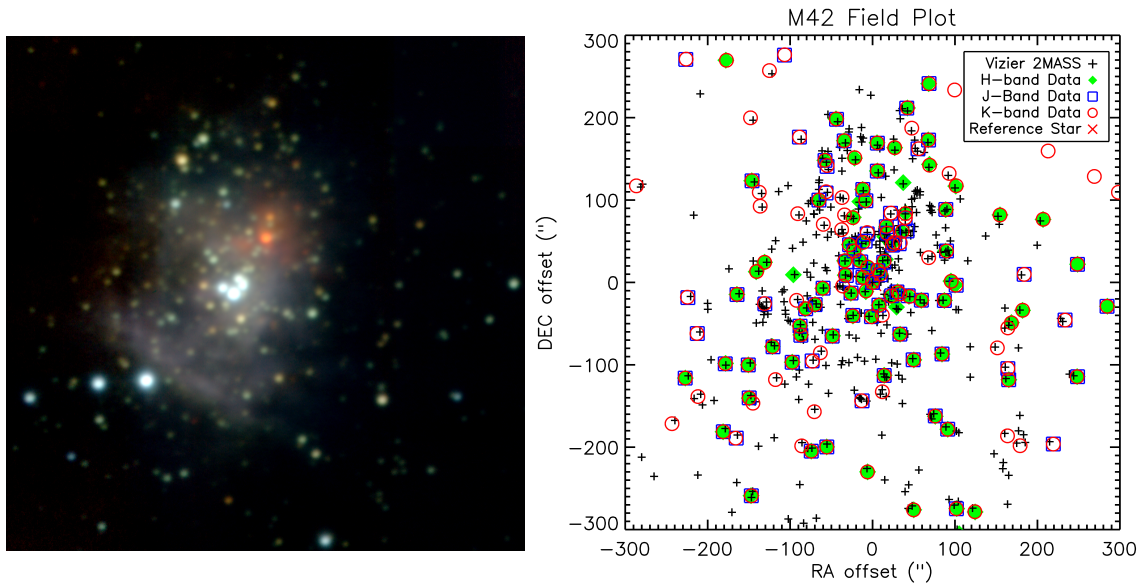 M42 Field Plot
300
200
100
0
−100
−200
−300
DEC offset ('')
Vizier 2MASS
H−band Data
J−Band Data
K−band Data
Reference Star
−300 −200 −100 0 100 200 300
RA offset ('')